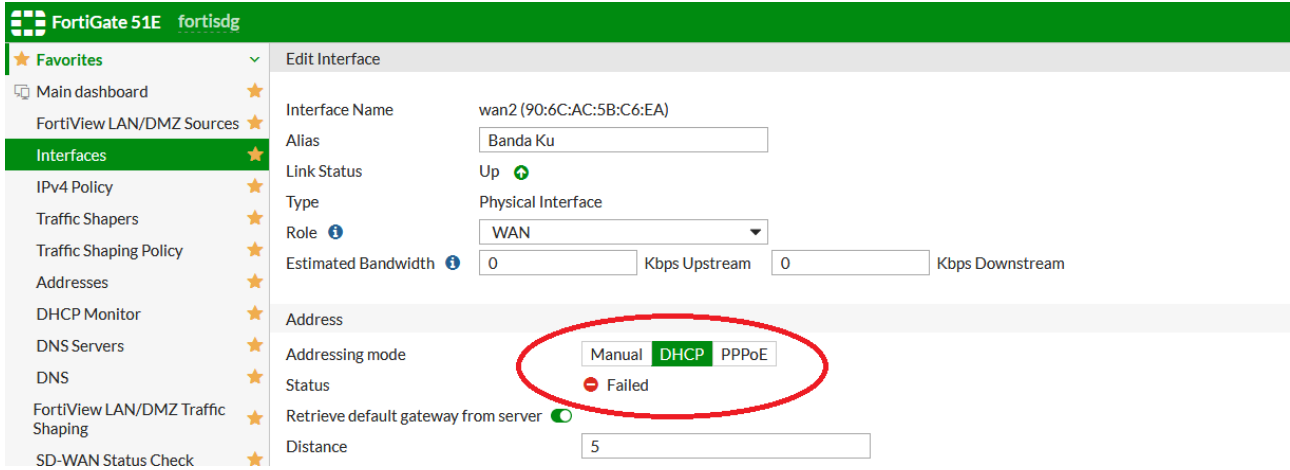 FortiGate 51E fortisdg
Favorites
Main dashboard
FortiView LAN/DMZ Sources
Interfaces
IPv4 Policy
Traffic Shapers
Traffic Shaping Policy
Addresses
DHCP Monitor
DNS Servers
DNS
FortiView LAN/DMZ Traffic
Shaping
SD-WAN Status Check
Edit Interface
Interface Name wan2 (90:6C:AC:5B:C6:EA)
Alias Banda Ku
Link Status Up
Type Physical Interface
Role WAN
Estimated Bandwidth 0 Kbps Upstream 0 Kbps Downstream
Address
Addressing mode Manual DHCP PPPoE
Status Failed
Retrieve default gateway from server
Distance 5